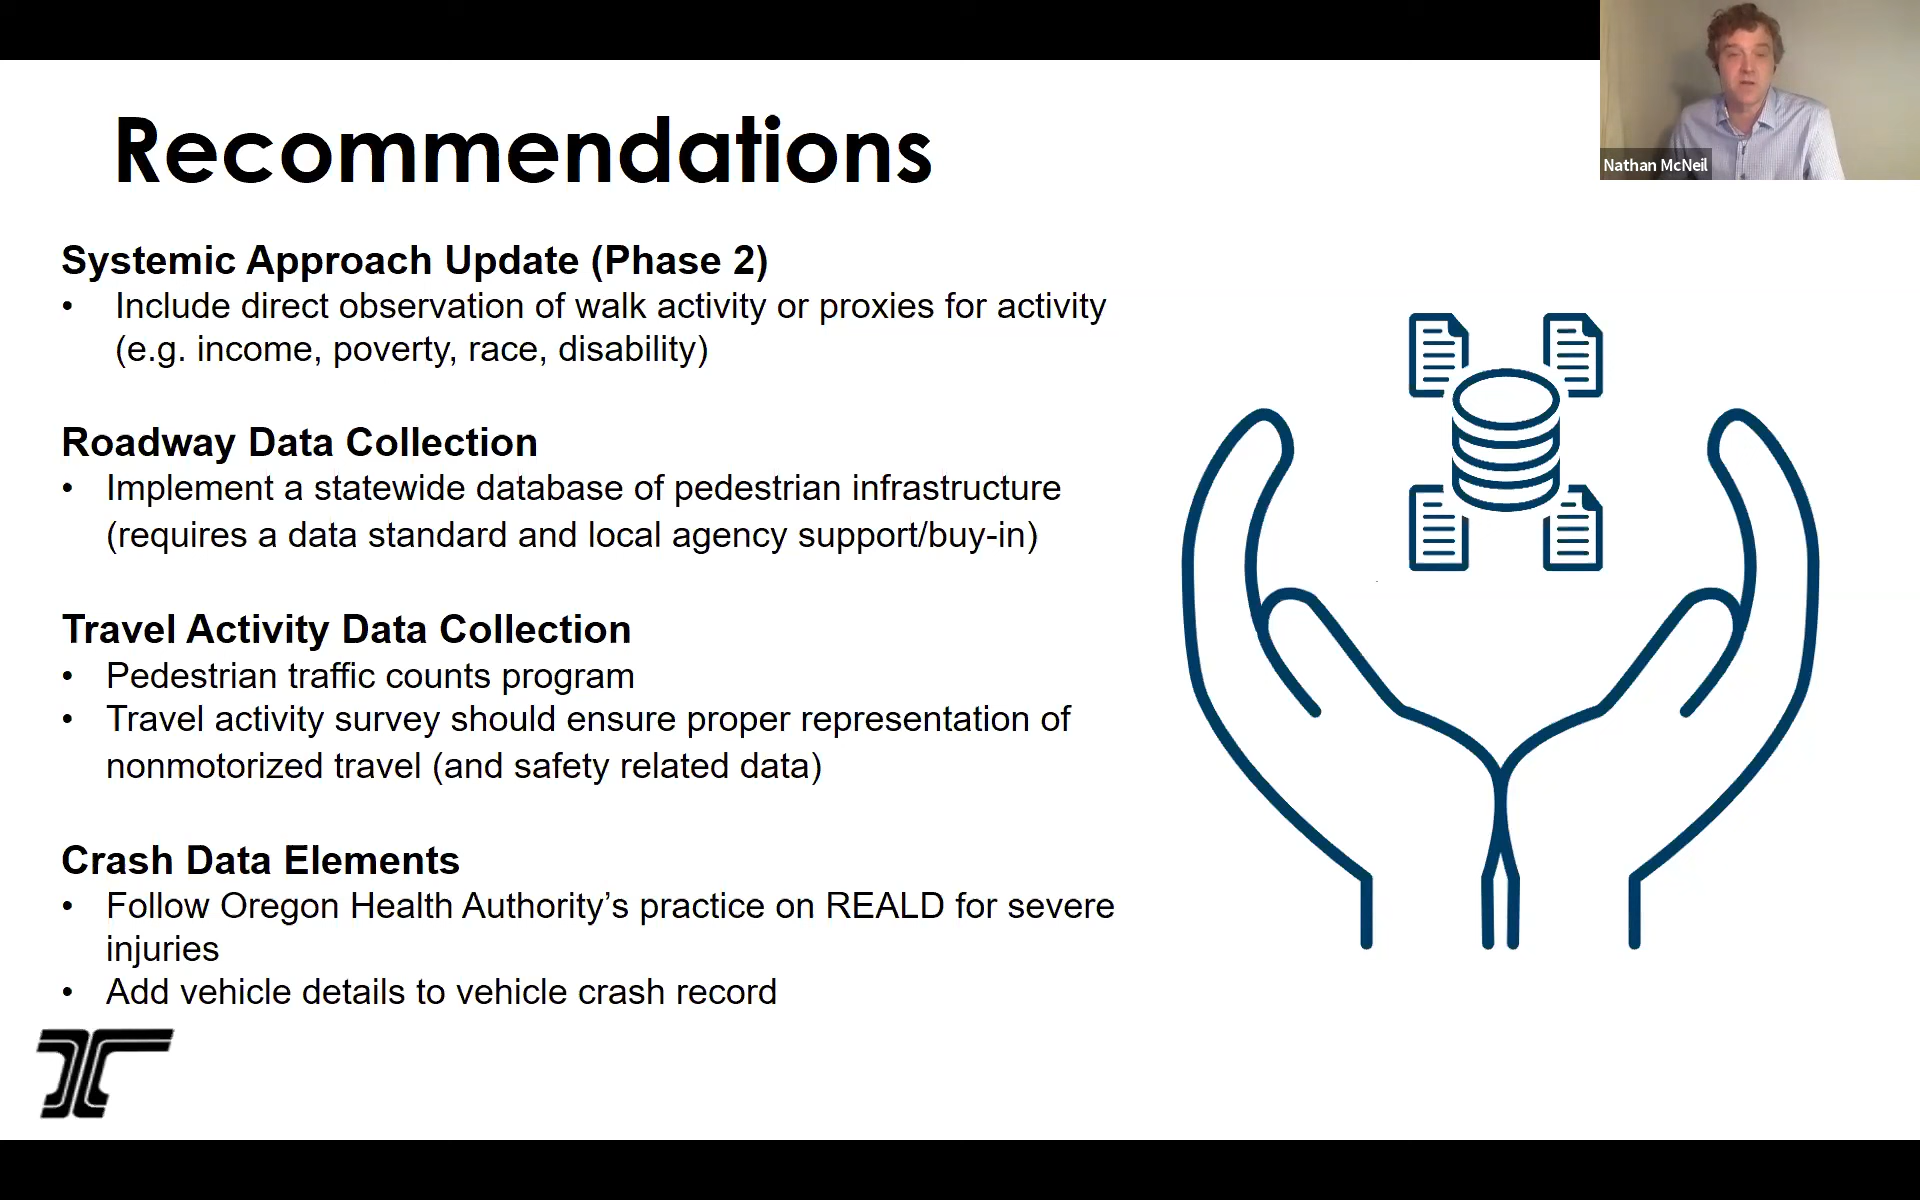 Recommendations
Nathan McNeil
Systemic Approach Update (Phase 2)
• Include direct observation of walk activity or proxies for activity
(e.g. income, poverty, race, disability)
Roadway Data Collection
• Implement a statewide database of pedestrian infrastructure
(requires a data standard and local agency support/buy-in)
Travel Activity Data Collection
• Pedestrian traffic counts program
• Travel activity survey should ensure proper representation of
nonmotorized travel (and safety related data)
Crash Data Elements
• Follow Oregon Health Authority’s practice on REALD for severe
injuries
• Add vehicle details to vehicle crash record